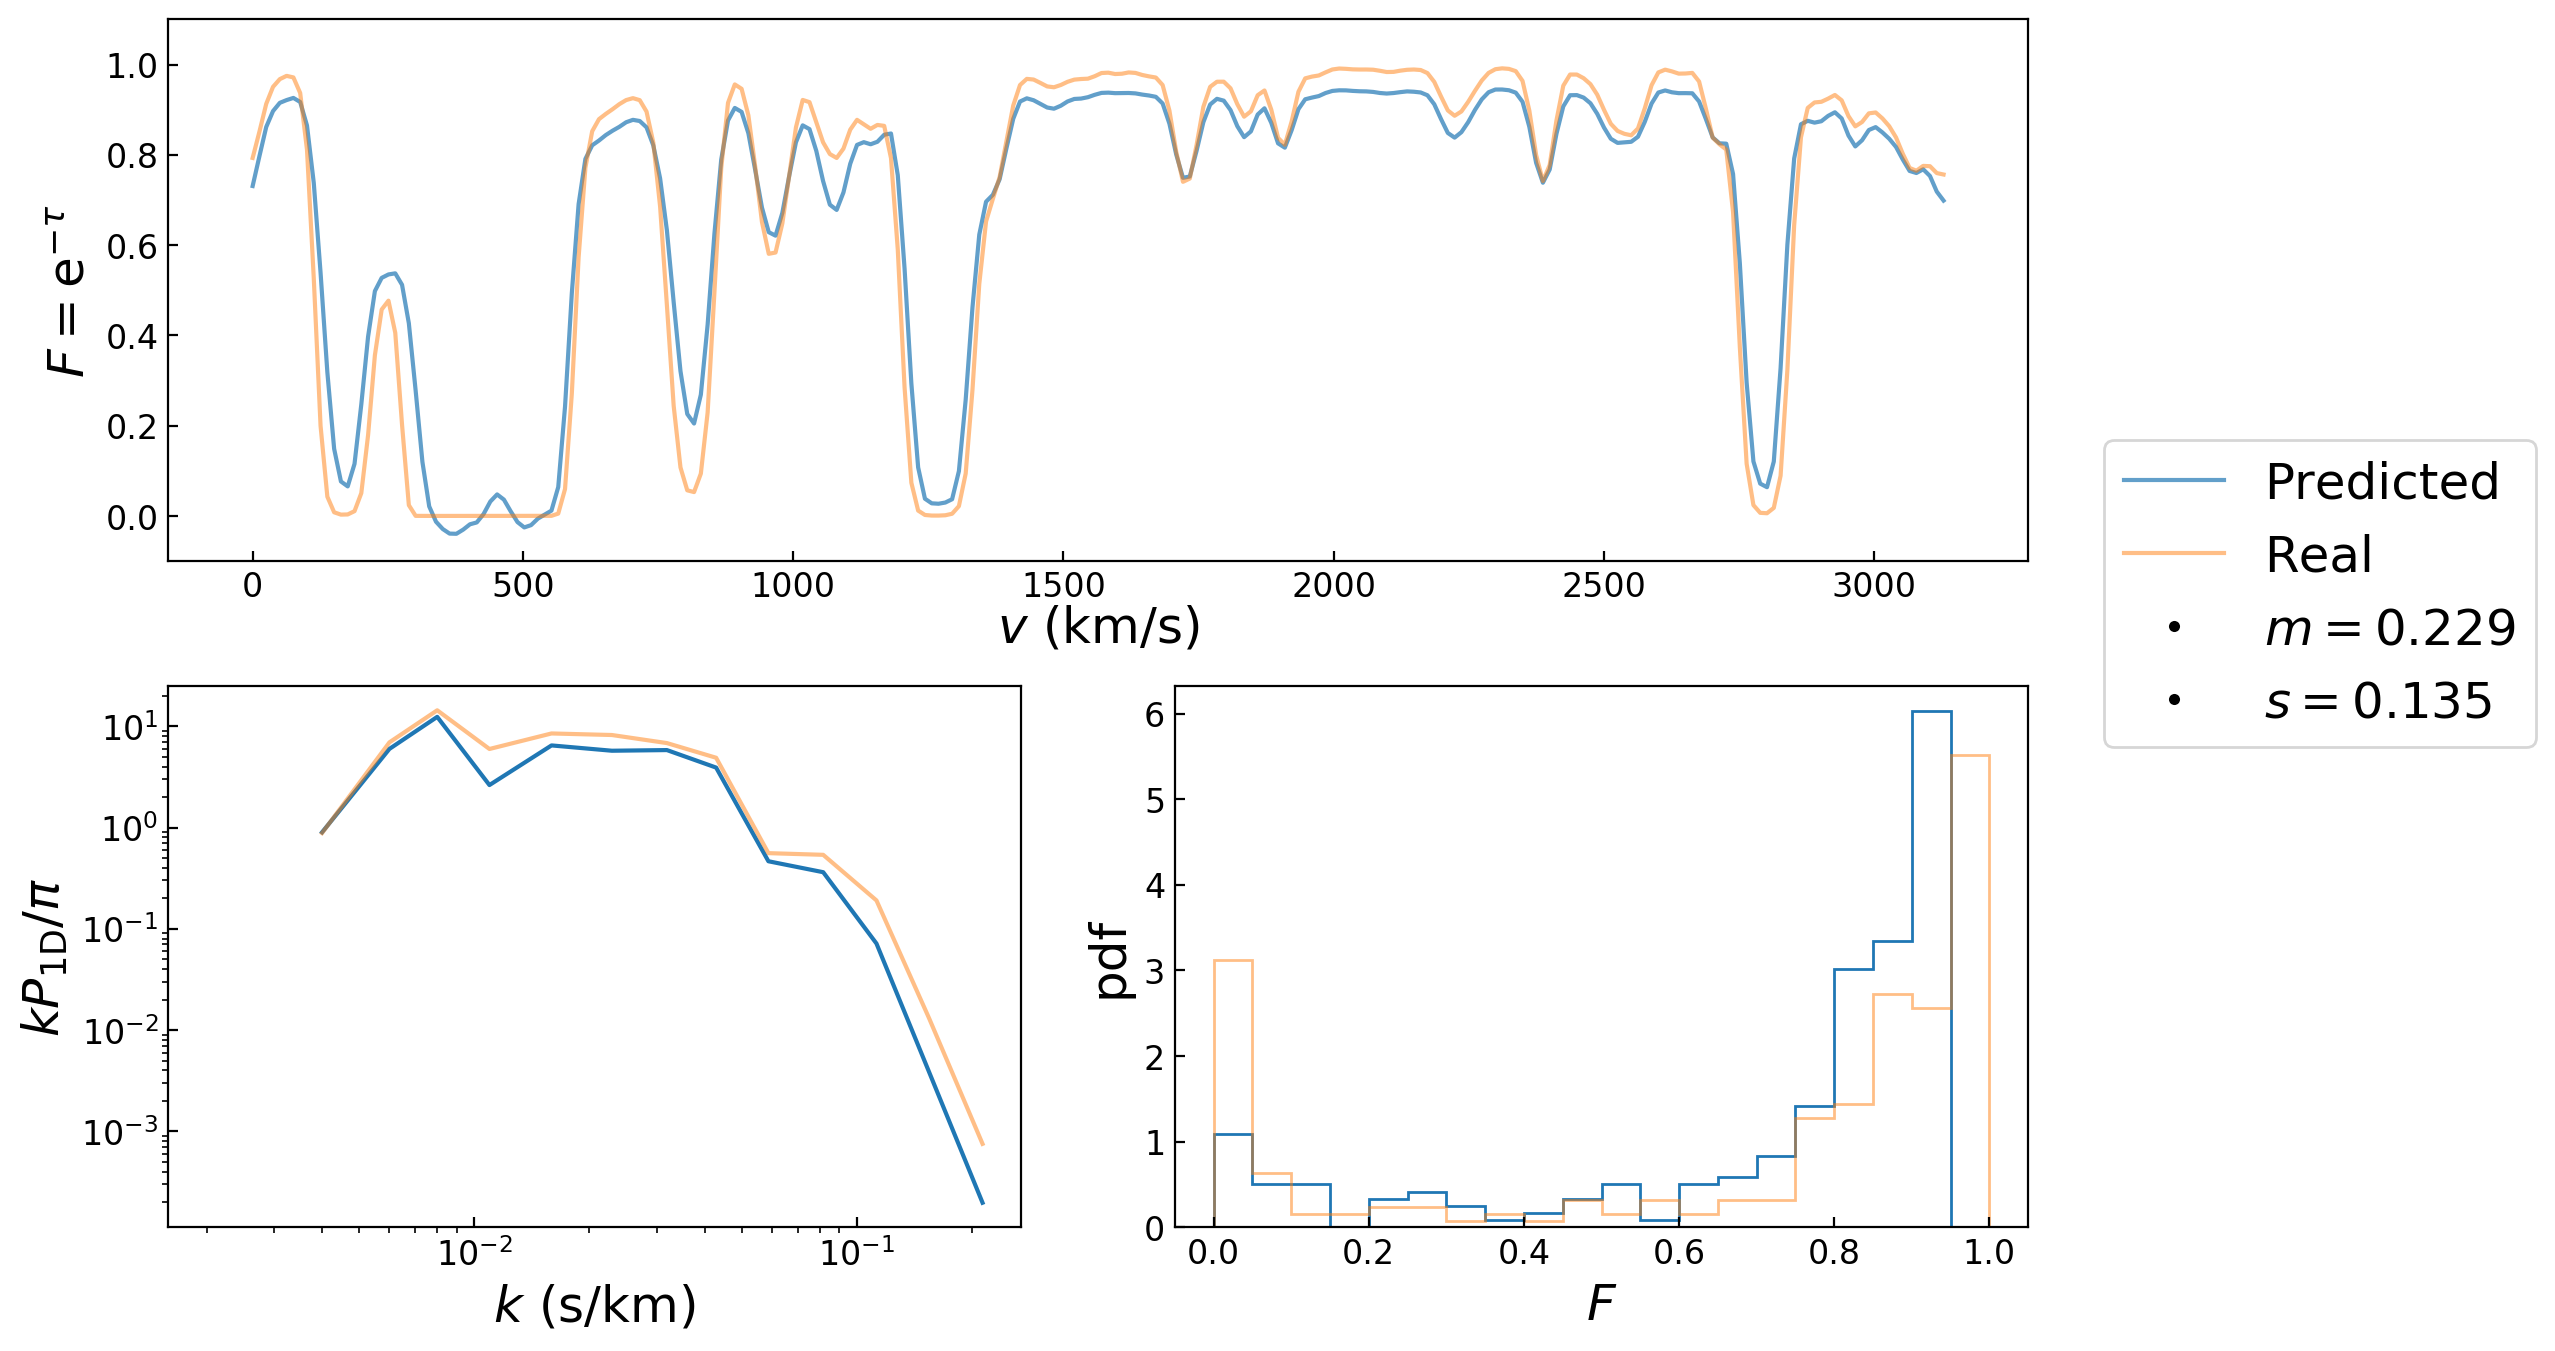 F = e^{−τ}
1.0
0.8
0.6
0.4
0.2
0.0
0 500 1000 1500 2000 2500 3000
v (km/s)
Predicted
Real
m = 0.229
s = 0.135
kP_{1D}/π
10^1
10^0
10^{−1}
10^{−2}
10^{−3}
10^{−2} 10^{−1}
k (s/km)
pdf
6
5
4
3
2
1
0
0.0 0.2 0.4 0.6 0.8 1.0
F